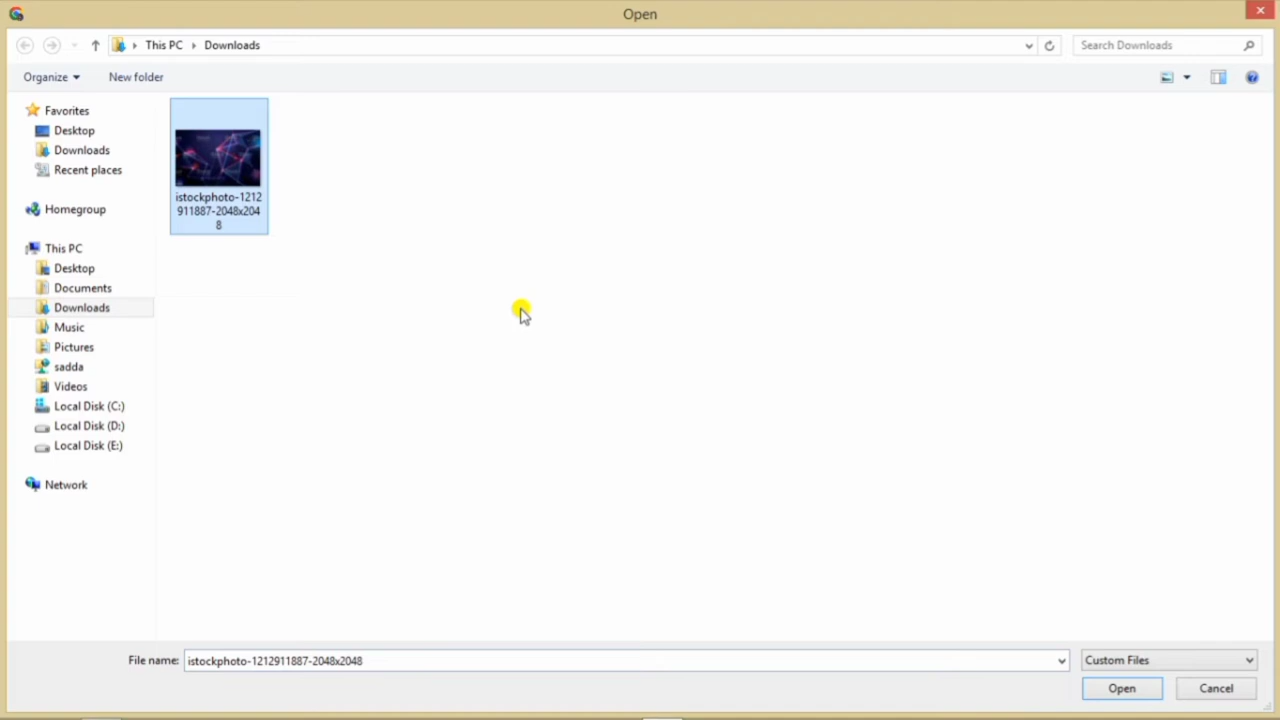 Open
This PC
Downloads
Search Downloads
Organize
New folder
Favorites
Desktop
Downloads
Recent places
Homegroup
This PC
Desktop
Documents
Downloads
Music
Pictures
sadda
Videos
Local Disk (C:)
Local Disk (D:)
Local Disk (E:)
Network
istockphoto-1212
911887-2048x204
8
File name:
istockphoto-1212911887-2048x2048
Custom Files
Open
Cancel